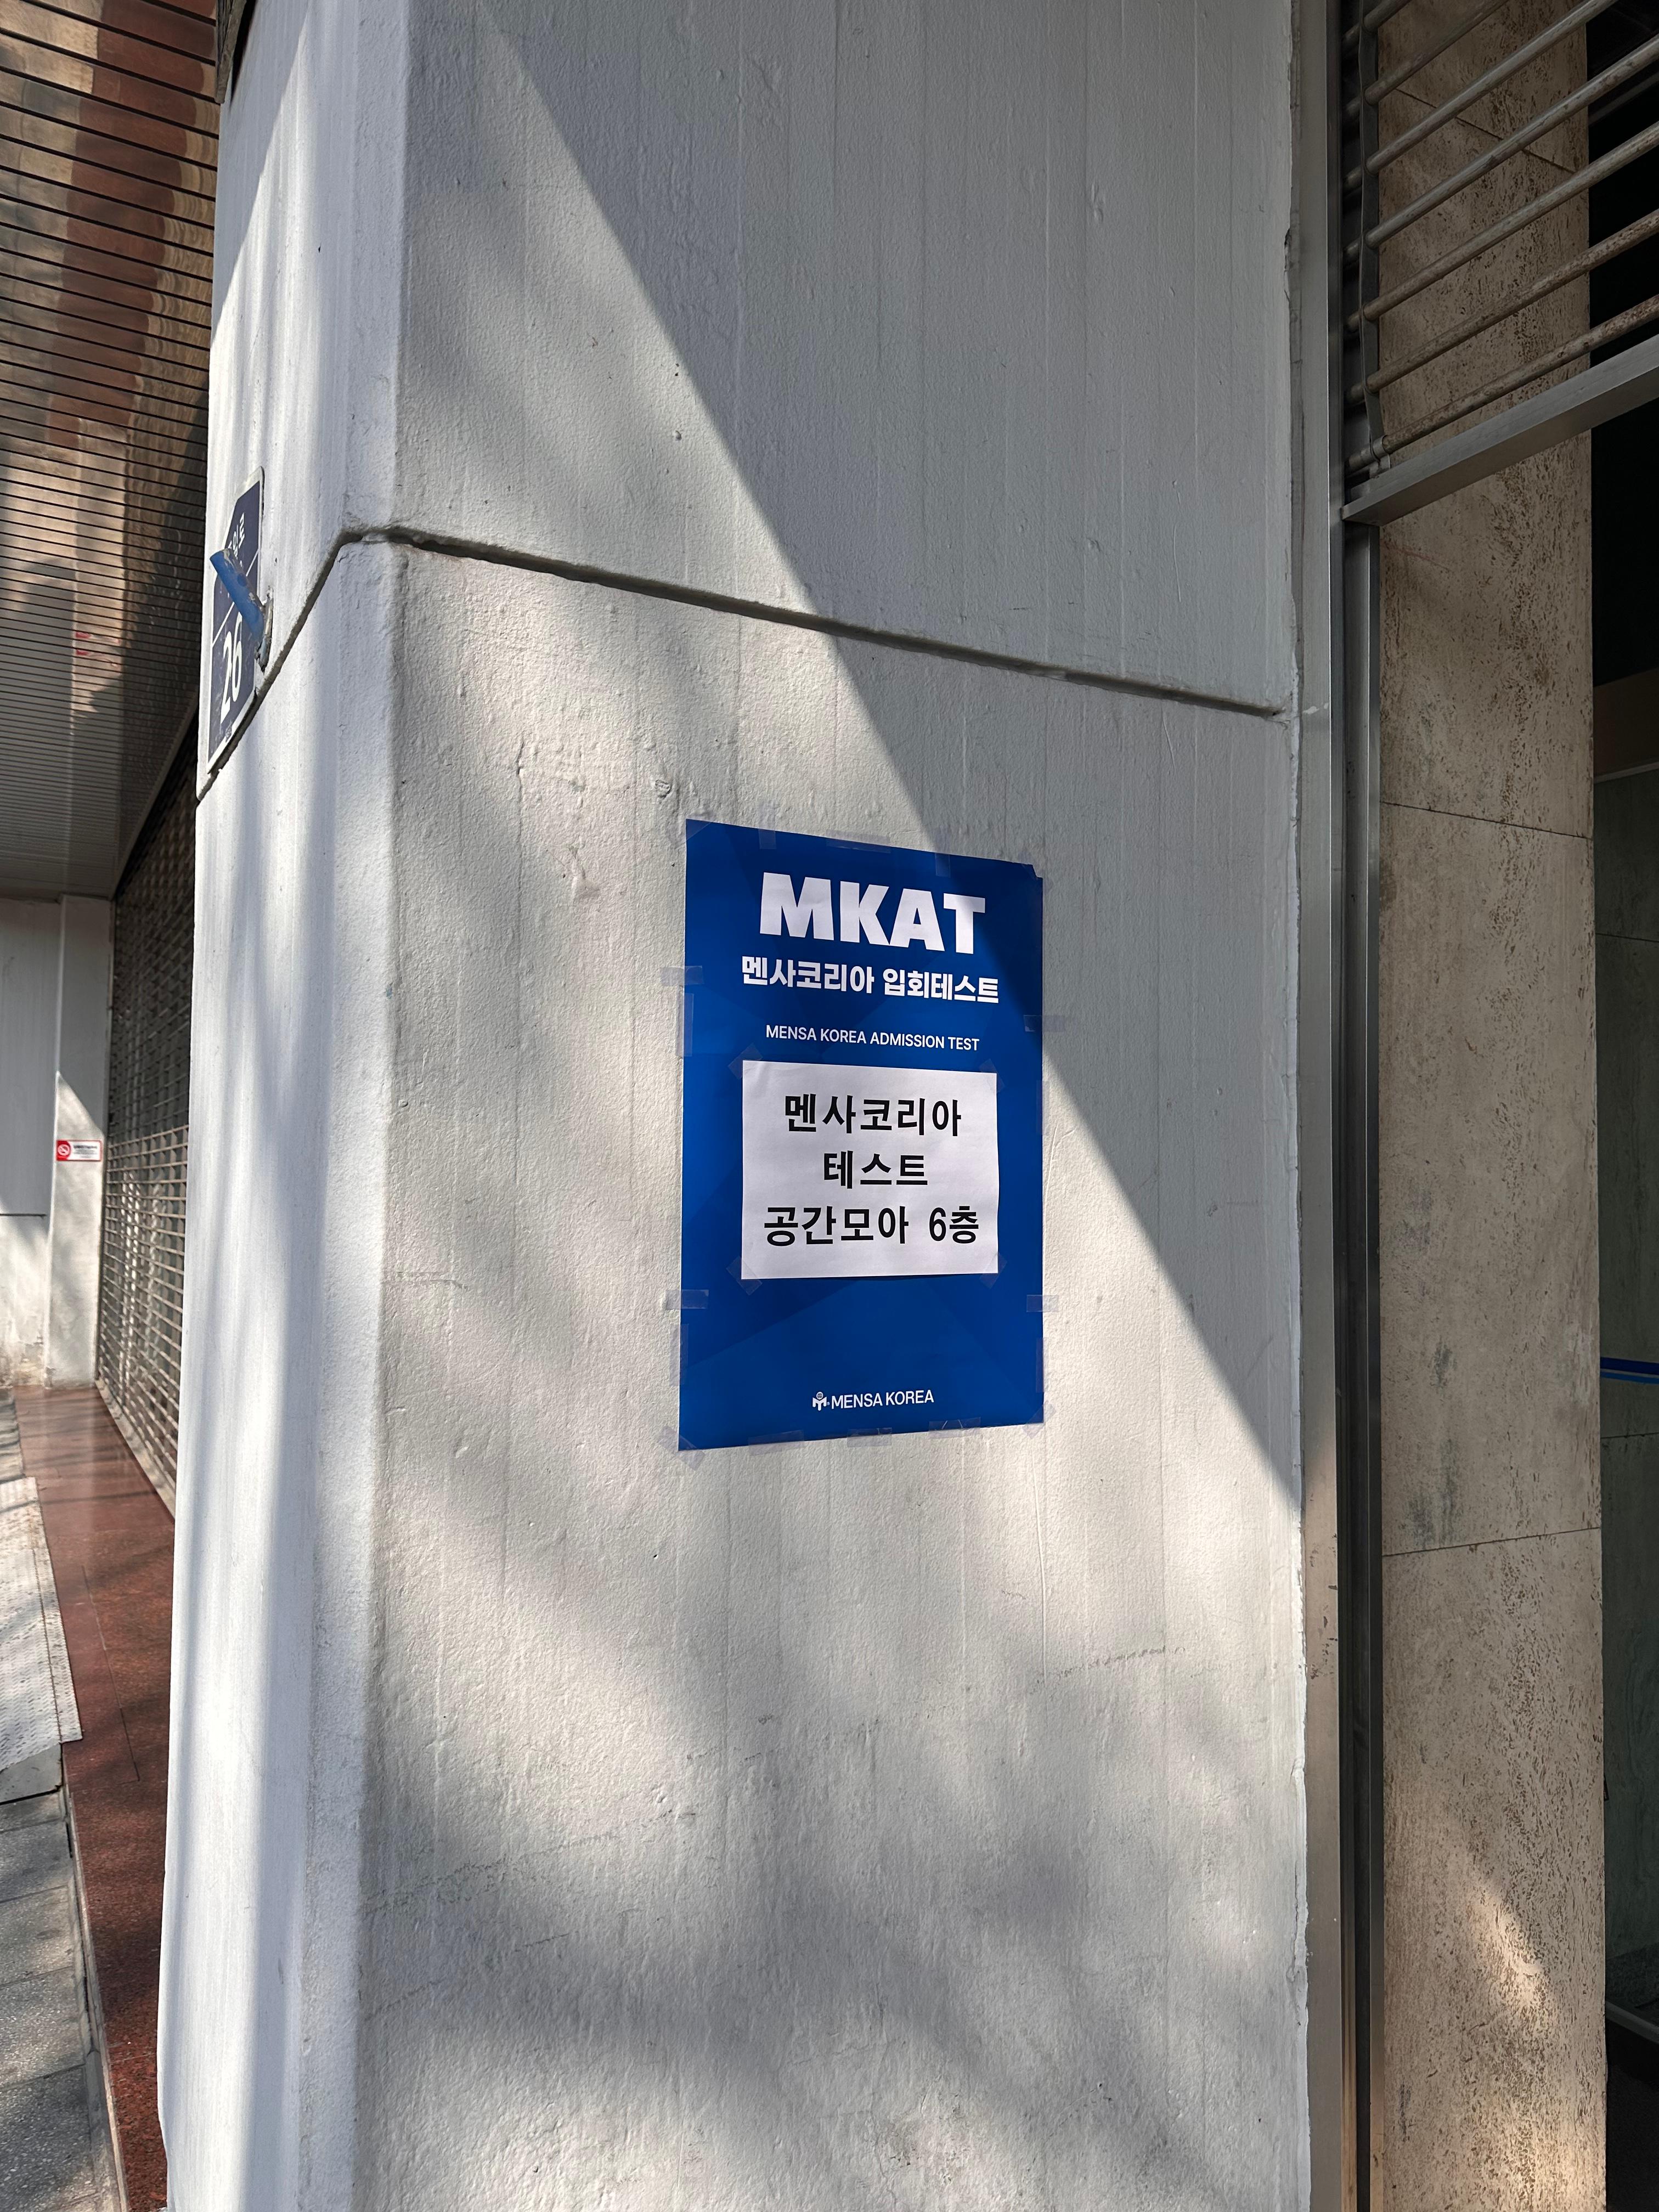 26
MKAT
멘사코리아 입회테스트
MENSA KOREA ADMISSION TEST
멘사코리아
테스트
공간모아 6층
MENSA KOREA